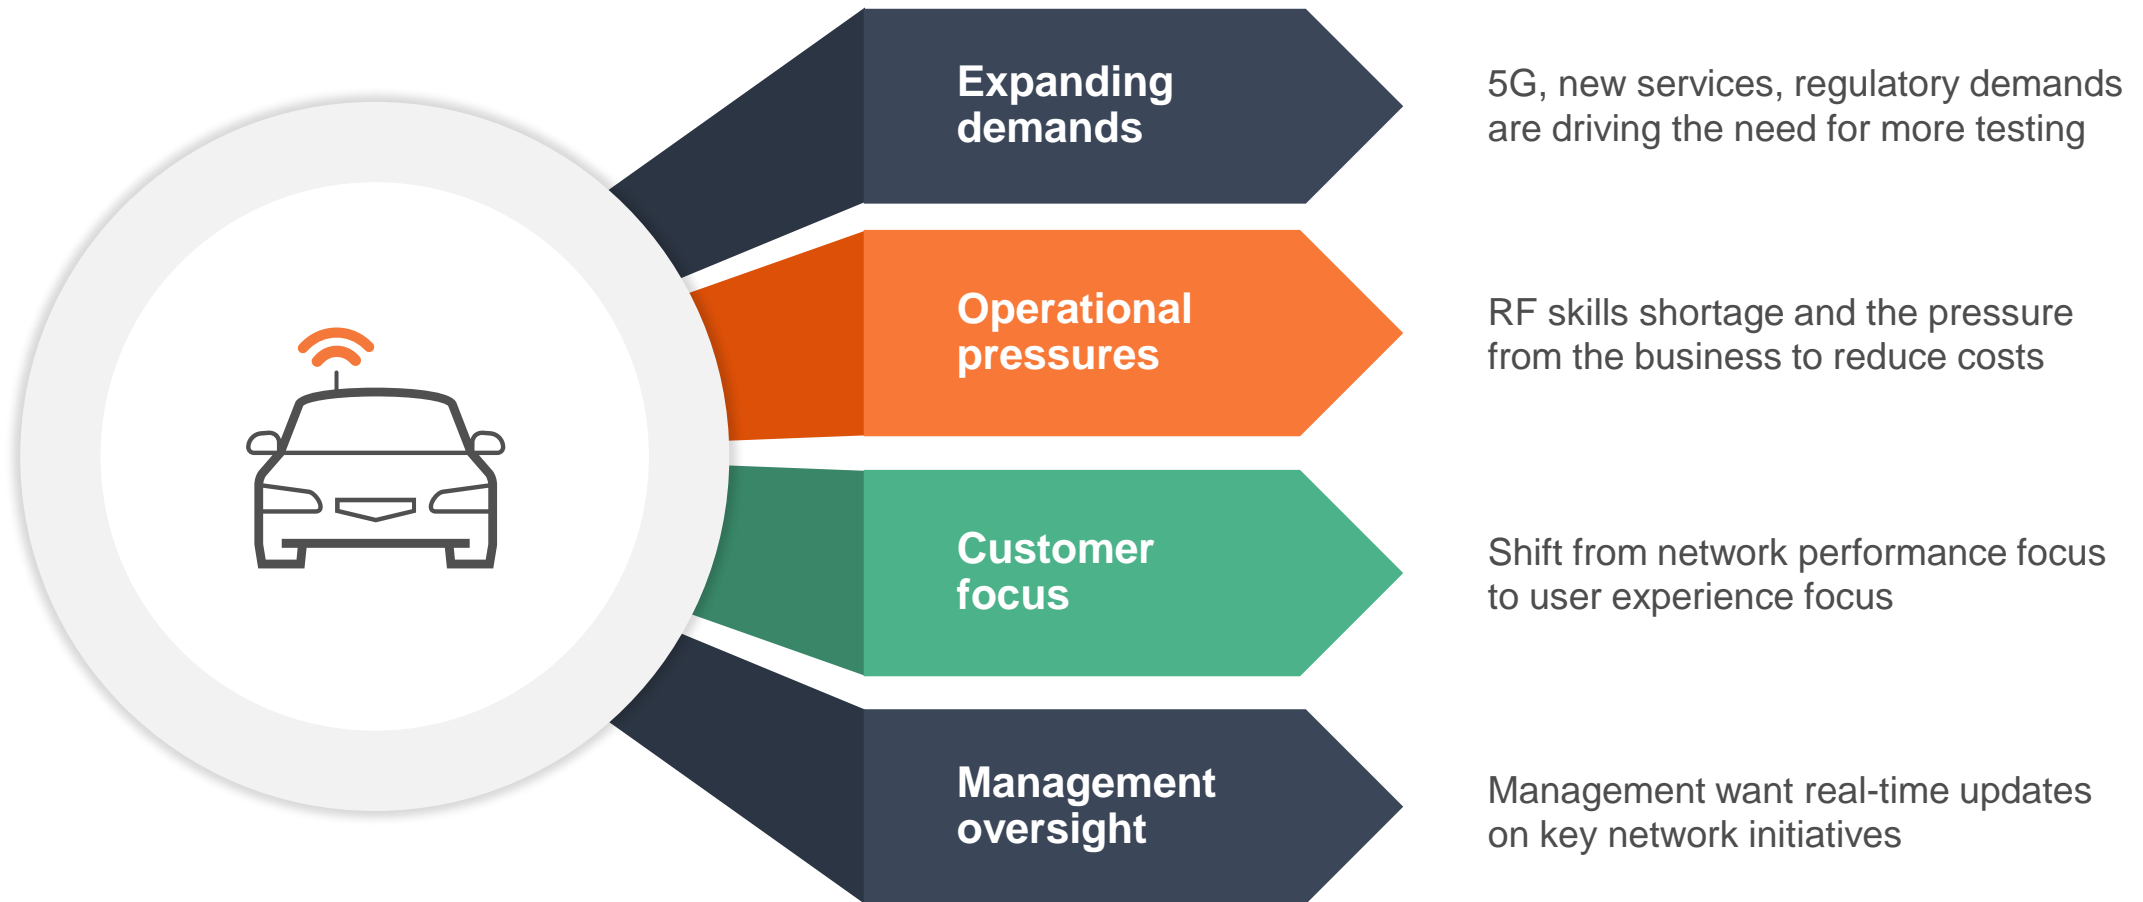 Expanding
demands
5G, new services, regulatory demands
are driving the need for more testing
Operational
pressures
RF skills shortage and the pressure
from the business to reduce costs
Customer
focus
Shift from network performance focus
to user experience focus
Management
oversight
Management want real-time updates
on key network initiatives